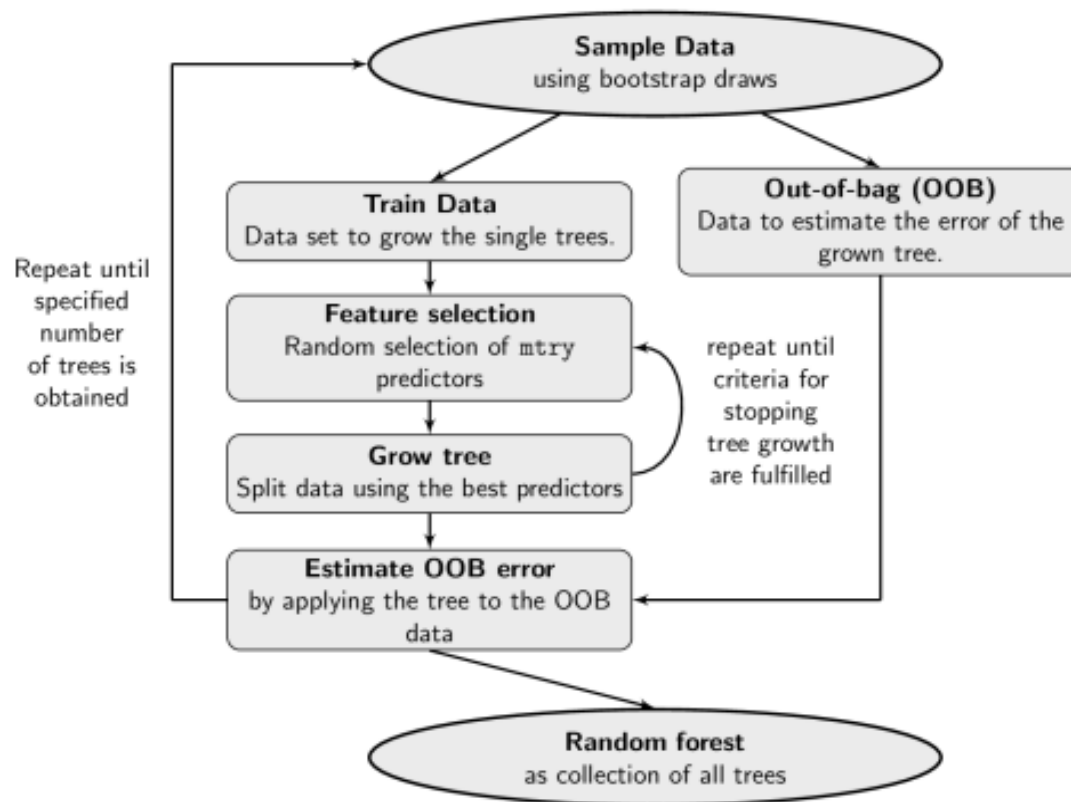 Sample Data
using bootstrap draws
Train Data
Data set to grow the single trees.
Out-of-bag (OOB)
Data to estimate the error of the
grown tree.
Repeat until
specified
number
of trees is
obtained
Feature selection
Random selection of mtry
predictors
repeat until
criteria for
stopping
tree growth
are fulfilled
Grow tree
Split data using the best predictors
Estimate OOB error
by applying the tree to the OOB
data
Random forest
as collection of all trees